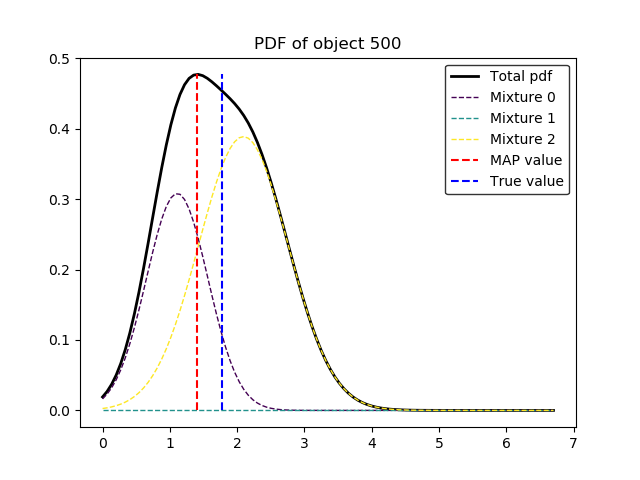 PDF of object 500
0.5
0.4
0.3
0.2
0.1
0.0
0 1 2 3 4 5 6 7
Total pdf
Mixture 0
Mixture 1
Mixture 2
MAP value
True value